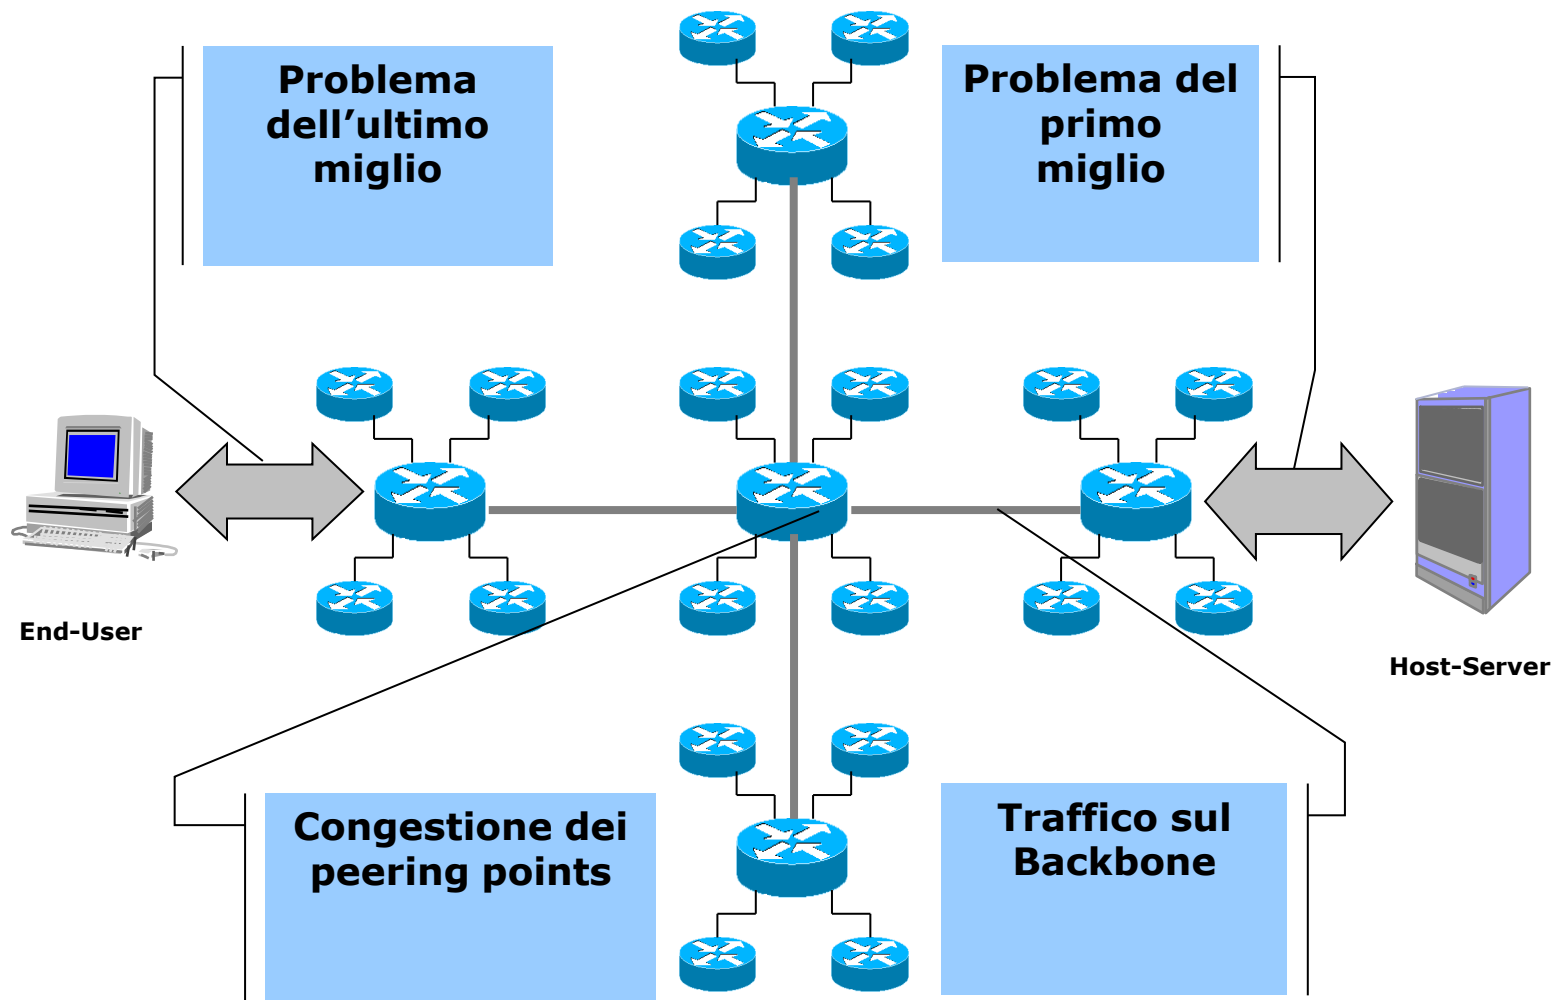 Problema
dell’ultimo
miglio
Problema del
primo
miglio
End-User
Host-Server
Congestione dei
peering points
Traffico sul
Backbone